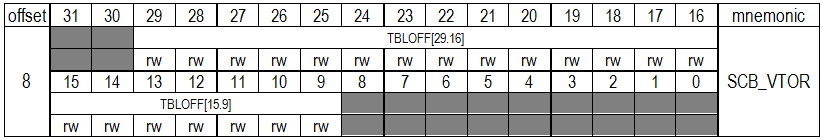 offset 31 30 29 28 27 26 25 24 23 22 21 20 19 18 17 16 mnemonic
TBLOFF[29.16]
rw rw rw rw rw rw rw rw rw rw rw rw rw rw
8 15 14 13 12 11 10 9 8 7 6 5 4 3 2 1 0 SCB_VTOR
TBLOFF[15.9]
rw rw rw rw rw rw rw